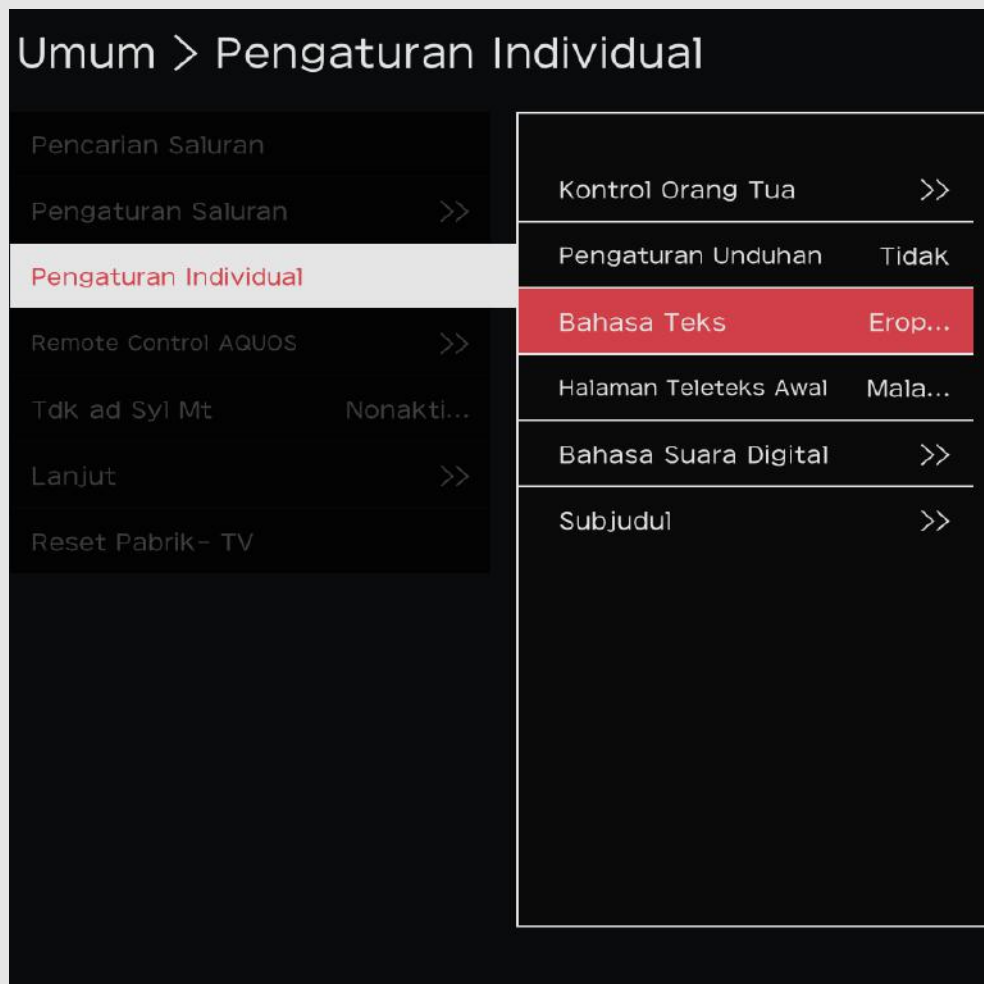 Umum > Pengaturan Individual
Pencarian Saluran
Pengaturan Saluran >>
Pengaturan Individual
Remote Control AQUOS >>
Tdk ad Syl Mt Nonakti...
Lanjut >>
Reset Pabrik- TV
Kontrol Orang Tua >>
Pengaturan Unduhan Tidak
Bahasa Teks Erop...
Halaman Teleteks Awal Mala...
Bahasa Suara Digital >>
Subjudul >>